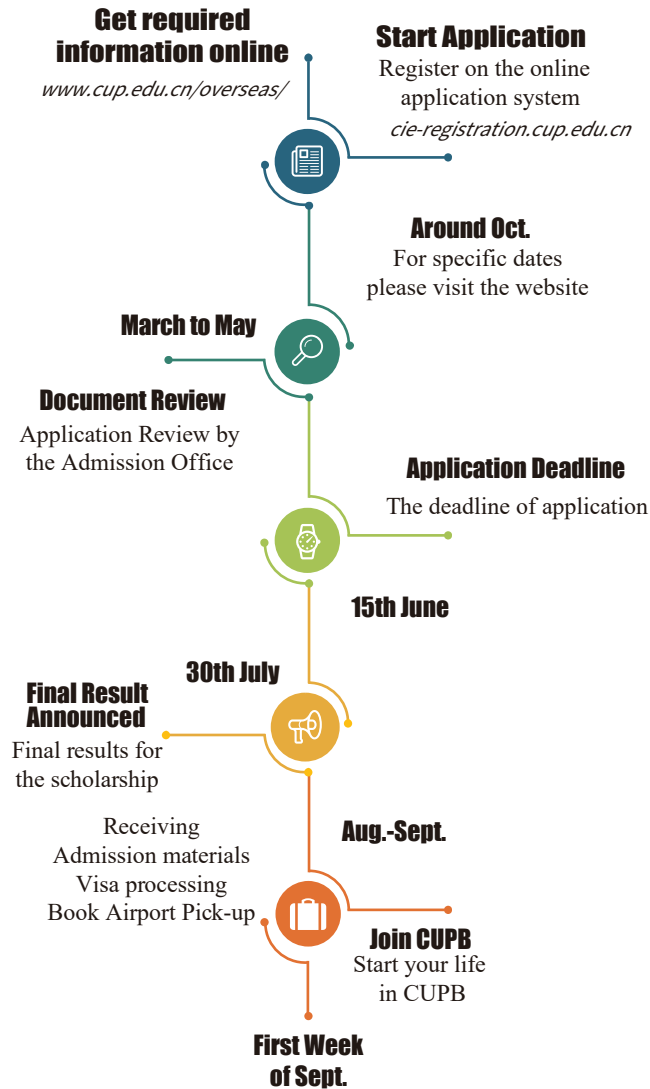 Get required
information online
www.cup.edu.cn/overseas/
Start Application
Register on the online
application system
cie-registration.cup.edu.cn
Around Oct.
For specific dates
please visit the website
March to May
Document Review
Application Review by
the Admission Office
Application Deadline
The deadline of application
15th June
30th July
Final Result
Announced
Final results for
the scholarship
Aug.-Sept.
Receiving
Admission materials
Visa processing
Book Airport Pick-up
Join CUPB
Start your life
in CUPB
First Week
of Sept.